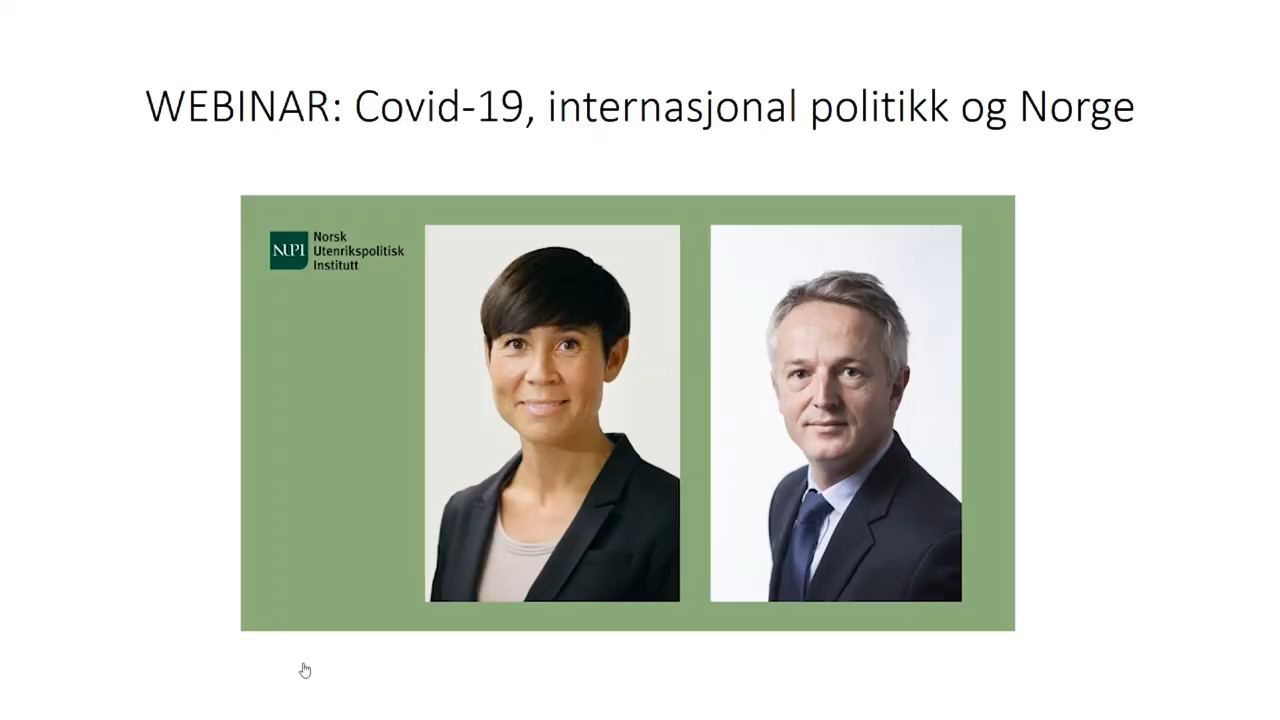 WEBINAR: Covid-19, internasjonal politikk og Norge
NUPI
Norsk
Utenrikspolitisk
Institutt